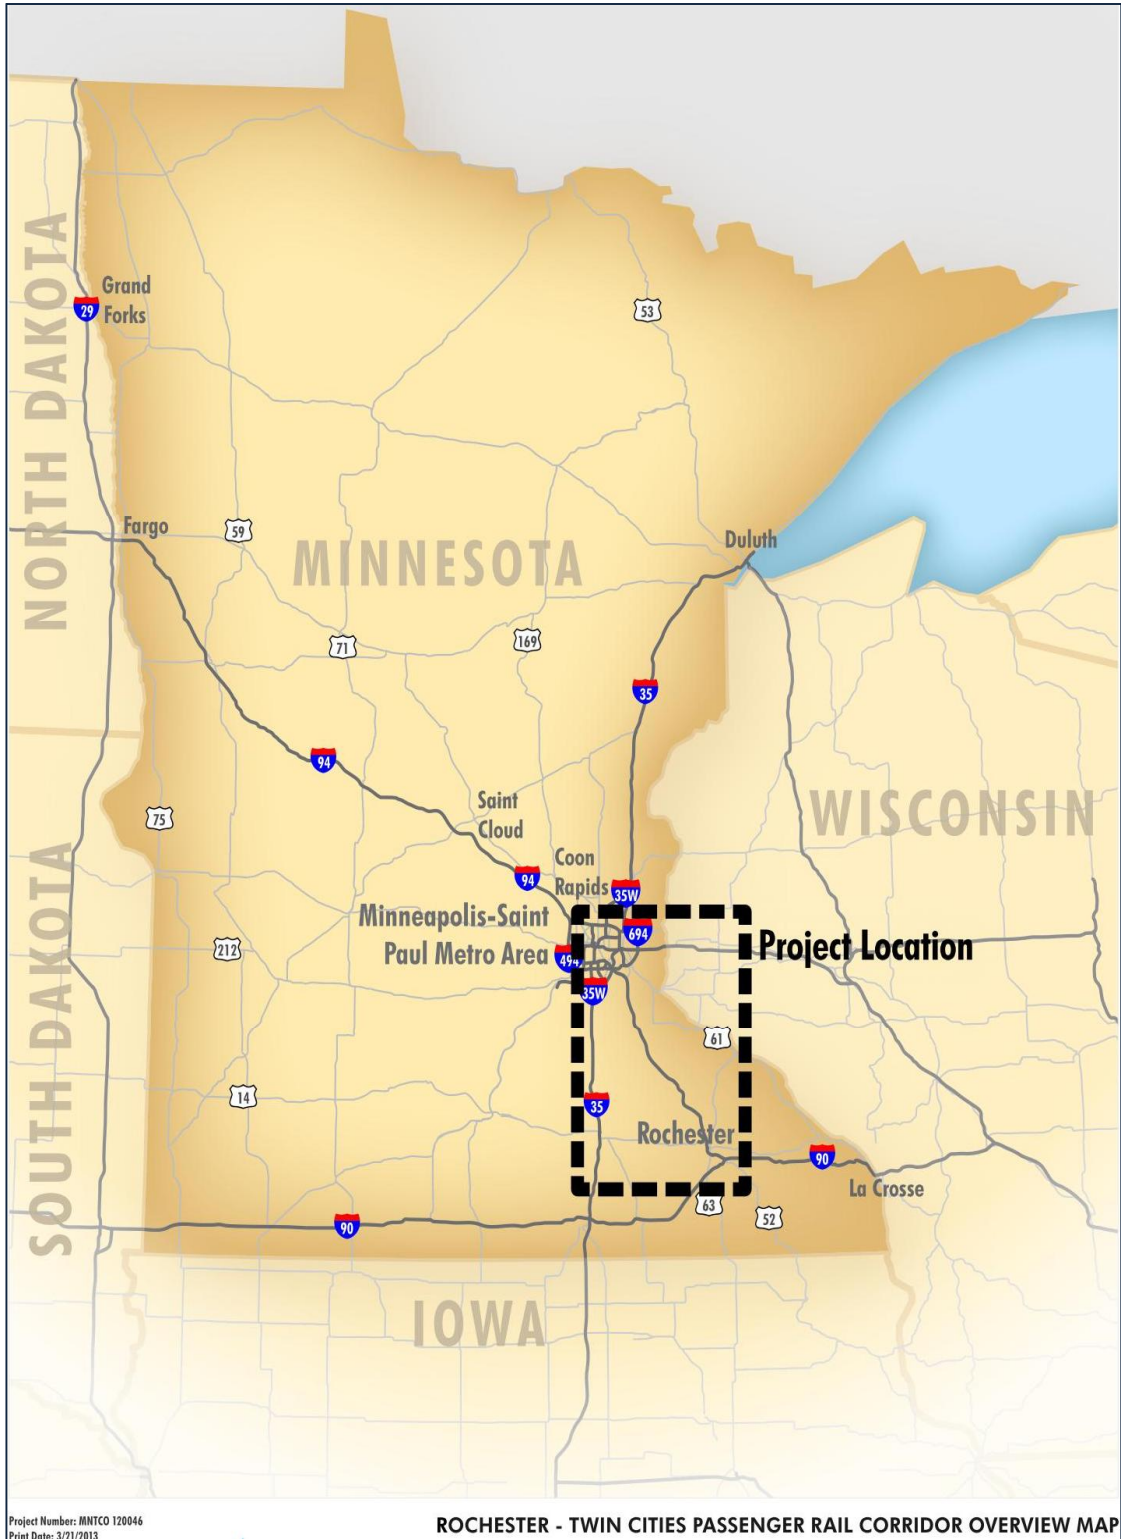 NORTH DAKOTA
Grand
Forks
29
53
Fargo
59
MINNESOTA
Duluth
71
169
35
94
75
Saint
Cloud
WISCONSIN
Coon
Rapids
94
35W
Minneapolis-Saint
Paul Metro Area
694
494
212
Project Location
SOUTH DAKOTA
35W
61
14
35
Rochester
90
La Crosse
63
52
90
IOWA
Project Number: MNTCO 120046
Print Date: 3/21/2013
ROCHESTER - TWIN CITIES PASSENGER RAIL CORRIDOR OVERVIEW MAP